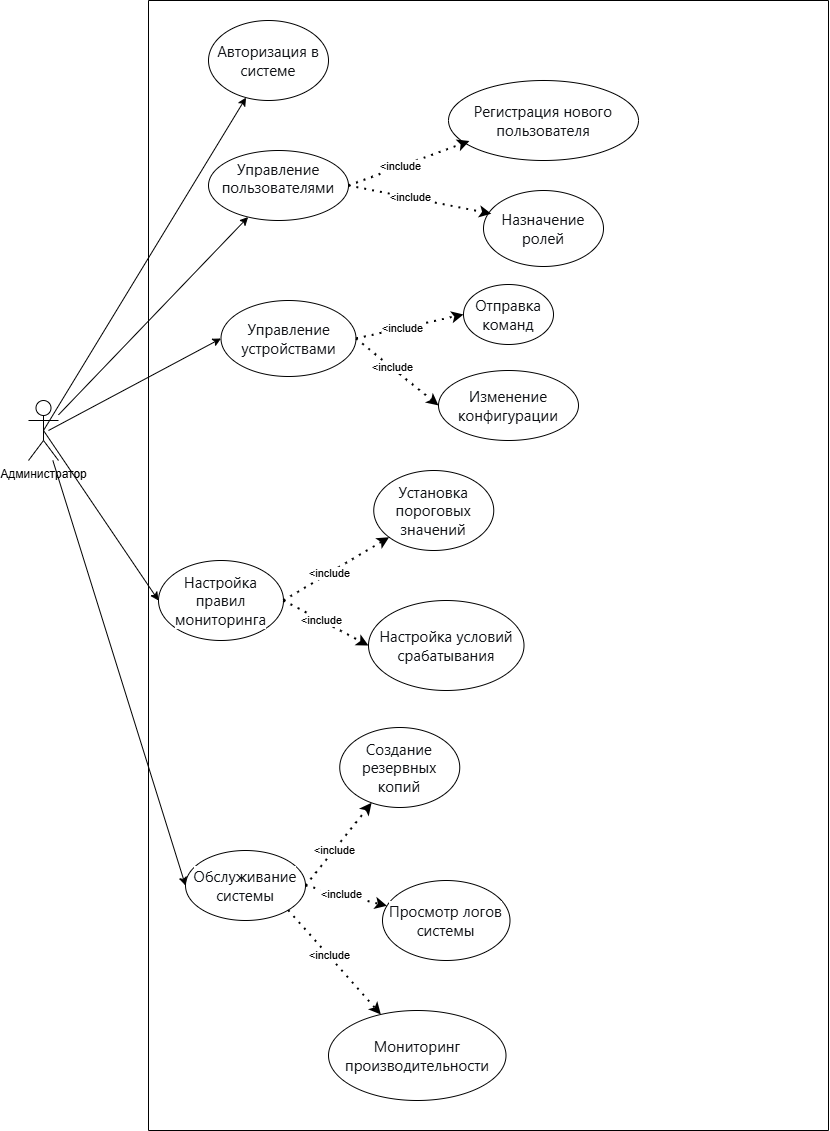 Авторизация в
системе
Регистрация нового
пользователя
<include
Управление
пользователями
<include
Назначение
ролей
Отправка
команд
<include
Управление
устройствами
<include
Изменение
конфигурации
Администратор
Установка
пороговых
значений
<include
Настройка
правил
мониторинга
<include
Настройка условий
срабатывания
Создание
резервных
копий
<include
Обслуживание
системы
<include
Просмотр логов
системы
<include
Мониторинг
производительности